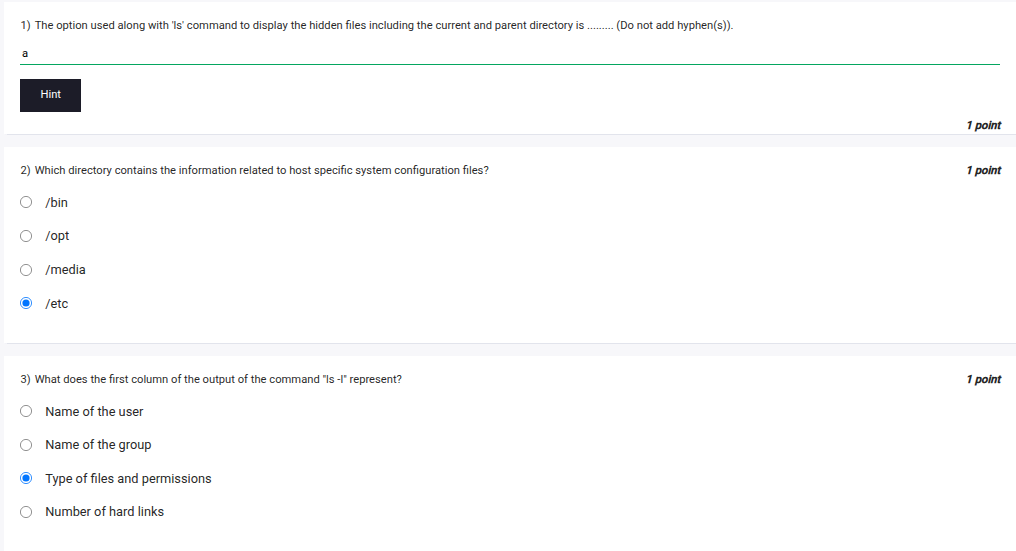 1) The option used along with 'ls' command to display the hidden files including the current and parent directory is ......... (Do not add hyphen(s)).
a
Hint
1 point
2) Which directory contains the information related to host specific system configuration files?
1 point
/bin
/opt
/media
/etc
3) What does the first column of the output of the command "ls -l" represent?
1 point
Name of the user
Name of the group
Type of files and permissions
Number of hard links